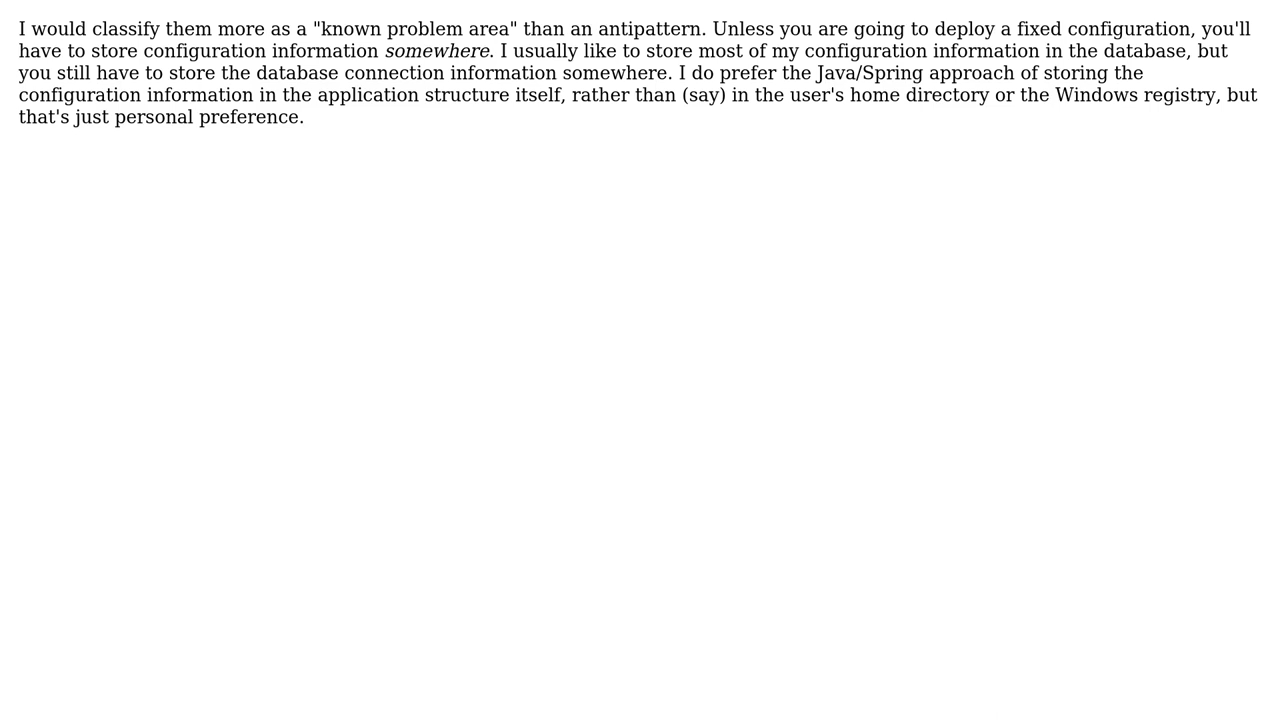 I would classify them more as a "known problem area" than an antipattern. Unless you are going to deploy a fixed configuration, you'll
have to store configuration information somewhere. I usually like to store most of my configuration information in the database, but
you still have to store the database connection information somewhere. I do prefer the Java/Spring approach of storing the
configuration information in the application structure itself, rather than (say) in the user's home directory or the Windows registry, but
that's just personal preference.